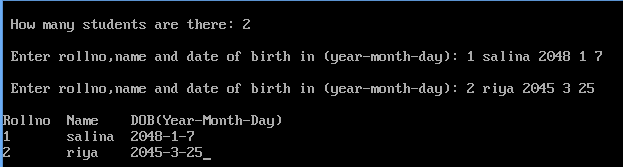 How many students are there: 2
Enter rollno,name and date of birth in (year-month-day): 1 salina 2048 1 7
Enter rollno,name and date of birth in (year-month-day): 2 riya 2045 3 25
Rollno  Name    DOB(Year-Month-Day)
1       salina  2048-1-7
2       riya    2045-3-25_